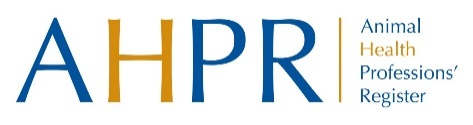 AHPR
Animal
Health
Professions'
Register